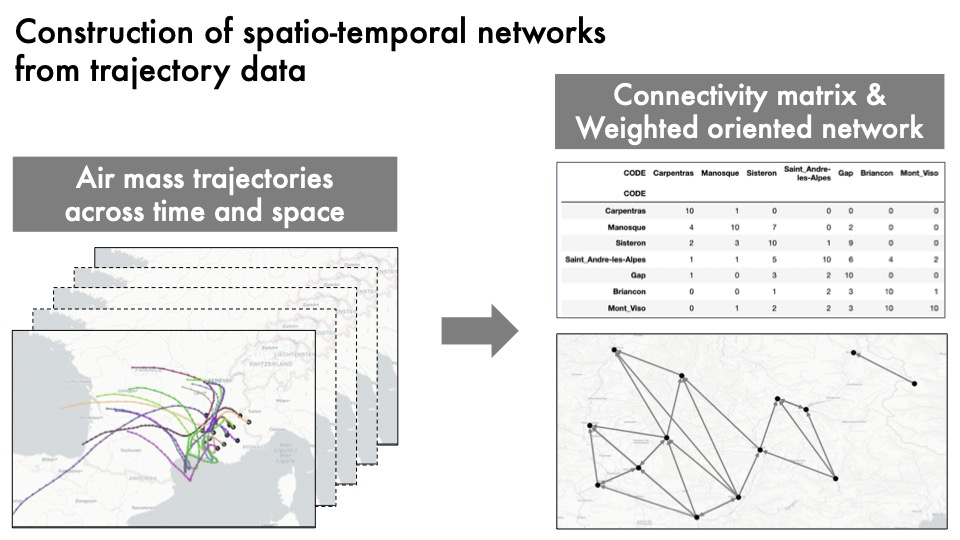 Construction of spatio-temporal networks
from trajectory data
Connectivity matrix &
Weighted oriented network
Air mass trajectories
across time and space
CODE Carpentras Manosque Sisteron Saint_Andre-les-Alpes Gap Briancon Mont_Viso
CODE
Carpentras 10 1 0 0 0 0 0
Manosque 4 10 7 0 2 0 0
Sisteron 2 3 10 1 9 0 0
Saint_Andre-les-Alpes 1 1 5 10 6 4 2
Gap 1 0 3 2 10 0 0
Briancon 0 0 1 2 3 10 1
Mont_Viso 0 1 2 2 3 10 10
LIECHTENSTEIN
SWITZERLAND
ANDORRA